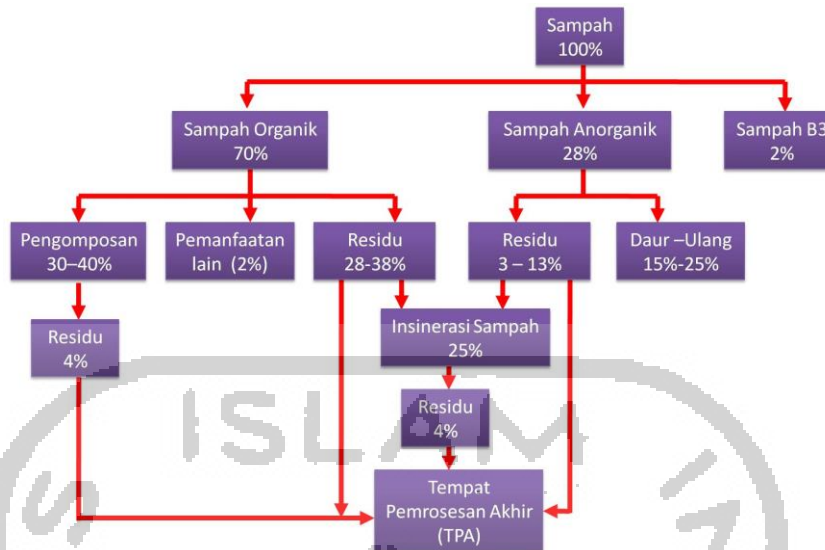 Sampah
100%
Sampah Organik
70%
Sampah Anorganik
28%
Sampah B3
2%
Pengomposan
30–40%
Pemanfaatan
lain (2%)
Residu
28-38%
Residu
3 – 13%
Daur –Ulang
15%-25%
Residu
4%
Insinerasi Sampah
25%
Residu
4%
Tempat
Pemrosesan Akhir
(TPA)
ISLAM